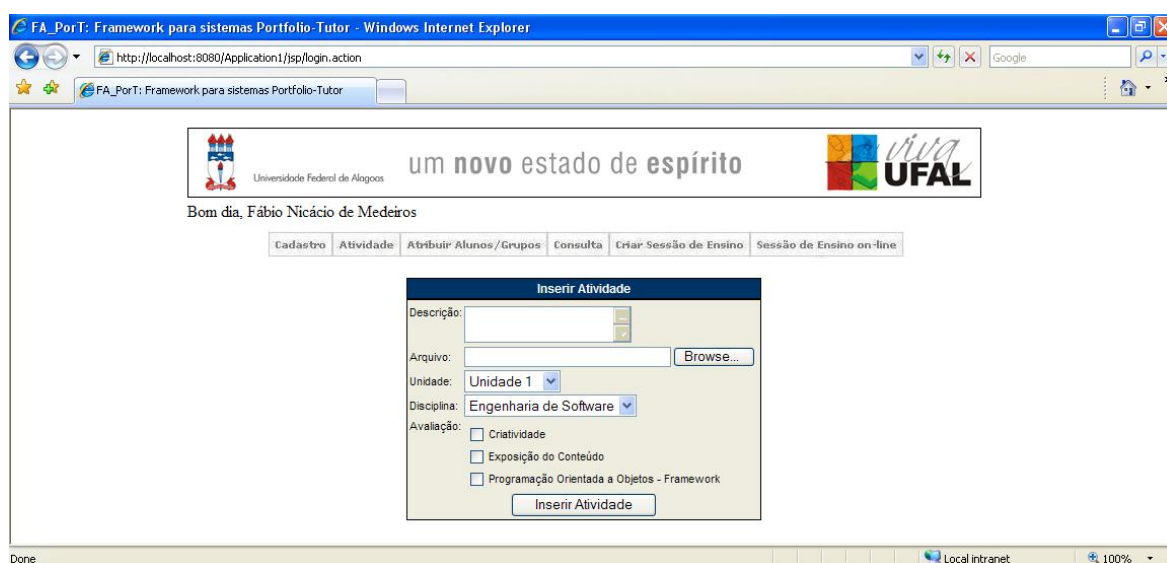 FA_PorT: Framework para sistemas Portfolio-Tutor - Windows Internet Explorer
http://localhost:8080/Application1/jsp/login.action
Google
FA_PorT: Framework para sistemas Portfolio-Tutor
Universidade Federal de Alagoas
um novo estado de espírito
viva
UFAL
Bom dia, Fábio Nicácio de Medeiros
Cadastro Atividade Atribuir Alunos/Grupos Consulta Criar Sessão de Ensino Sessão de Ensino on-line
Inserir Atividade
Descrição:
Arquivo: Browse...
Unidade: Unidade 1
Disciplina: Engenharia de Software
Avaliação:
Criatividade
Exposição do Conteúdo
Programação Orientada a Objetos - Framework
Inserir Atividade
Done Local intranet 100%